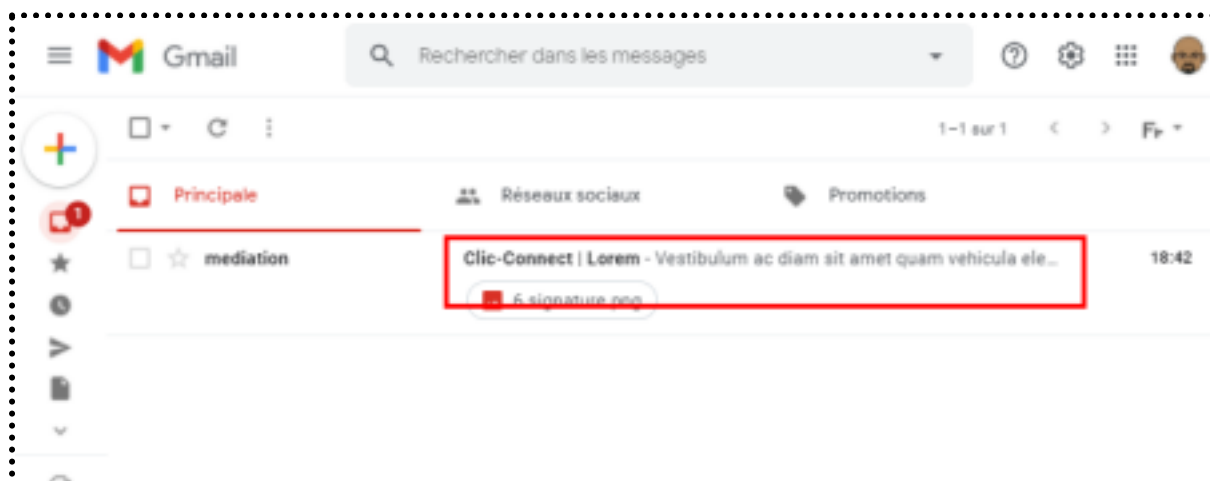 Gmail
Rechercher dans les messages
1–1 sur 1
Fr
Principale
1
Réseaux sociaux
Promotions
mediation
Clic-Connect | Lorem - Vestibulum ac diam sit amet quam vehicula ele...
18:42
6 signature.png